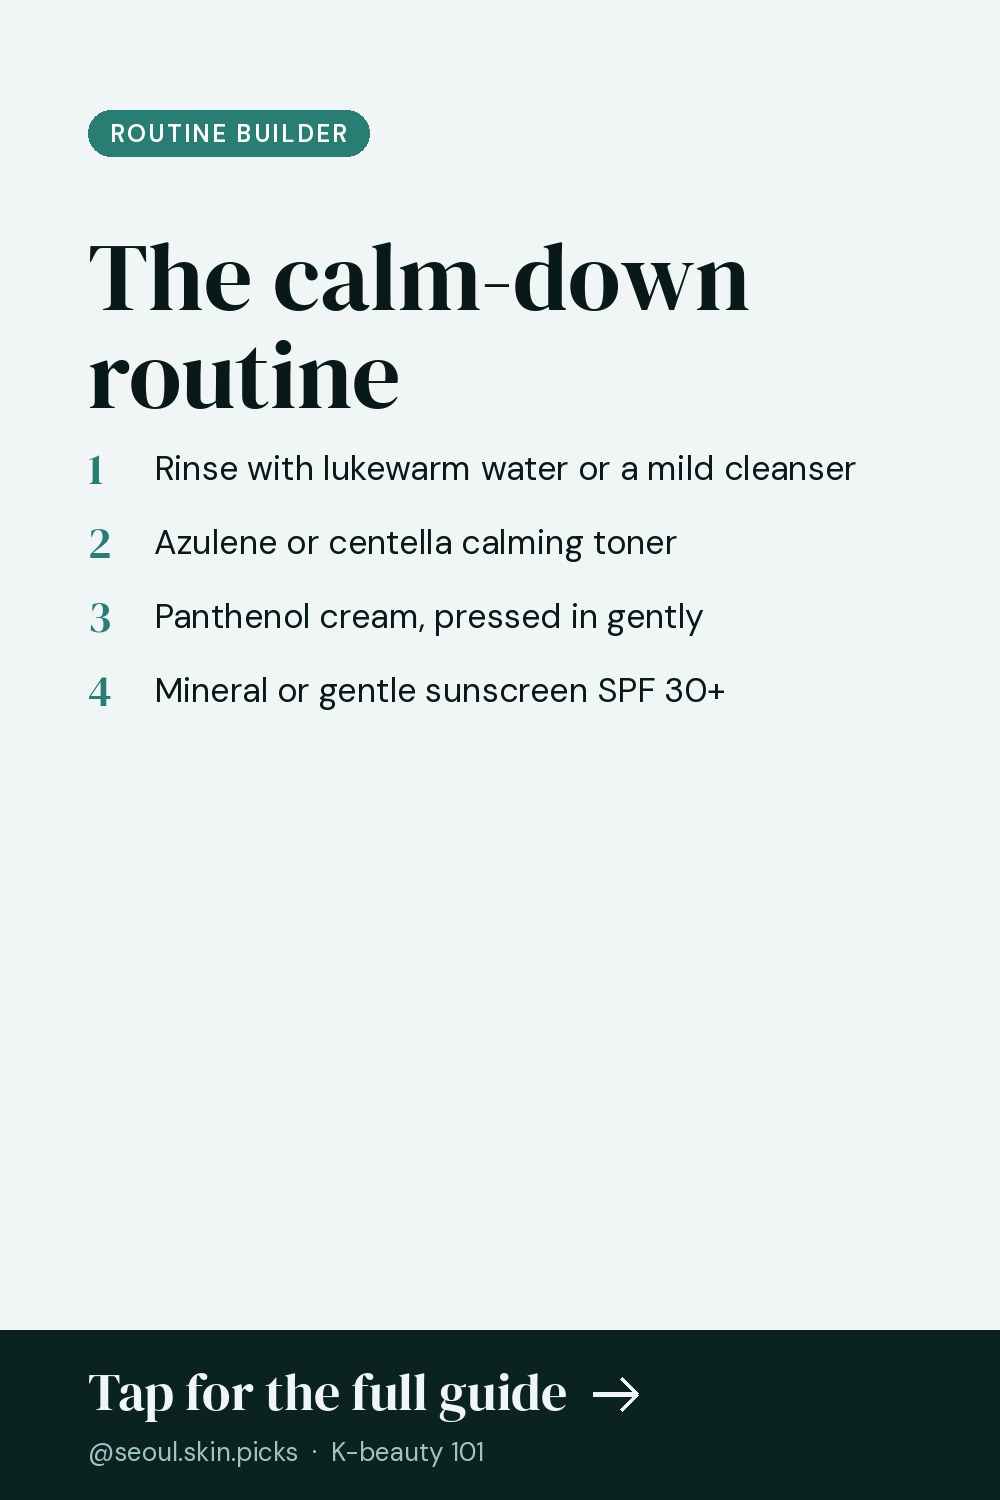 ROUTINE BUILDER
The calm-down
routine
1 Rinse with lukewarm water or a mild cleanser
2 Azulene or centella calming toner
3 Panthenol cream, pressed in gently
4 Mineral or gentle sunscreen SPF 30+
Tap for the full guide →
@seoul.skin.picks · K-beauty 101